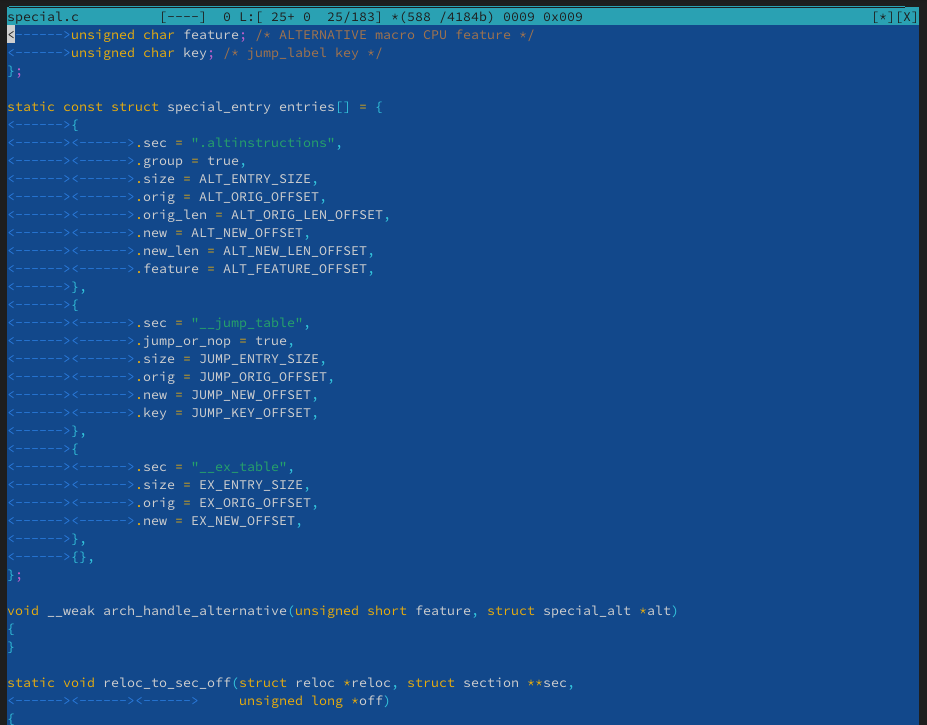 special.c          [----]  0 L:[ 25+ 0  25/183] *(588 /4184b) 0009 0x009                                    [*][X]
<------>unsigned char feature; /* ALTERNATIVE macro CPU feature */
<------>unsigned char key; /* jump_label key */
};

static const struct special_entry entries[] = {
<------>{
<------><------>.sec = ".altinstructions",
<------><------>.group = true,
<------><------>.size = ALT_ENTRY_SIZE,
<------><------>.orig = ALT_ORIG_OFFSET,
<------><------>.orig_len = ALT_ORIG_LEN_OFFSET,
<------><------>.new = ALT_NEW_OFFSET,
<------><------>.new_len = ALT_NEW_LEN_OFFSET,
<------><------>.feature = ALT_FEATURE_OFFSET,
<------>},
<------>{
<------><------>.sec = "__jump_table",
<------><------>.jump_or_nop = true,
<------><------>.size = JUMP_ENTRY_SIZE,
<------><------>.orig = JUMP_ORIG_OFFSET,
<------><------>.new = JUMP_NEW_OFFSET,
<------><------>.key = JUMP_KEY_OFFSET,
<------>},
<------>{
<------><------>.sec = "__ex_table",
<------><------>.size = EX_ENTRY_SIZE,
<------><------>.orig = EX_ORIG_OFFSET,
<------><------>.new = EX_NEW_OFFSET,
<------>},
<------>{},
};

void __weak arch_handle_alternative(unsigned short feature, struct special_alt *alt)
{
}

static void reloc_to_sec_off(struct reloc *reloc, struct section **sec,
<------><------><------>     unsigned long *off)
{